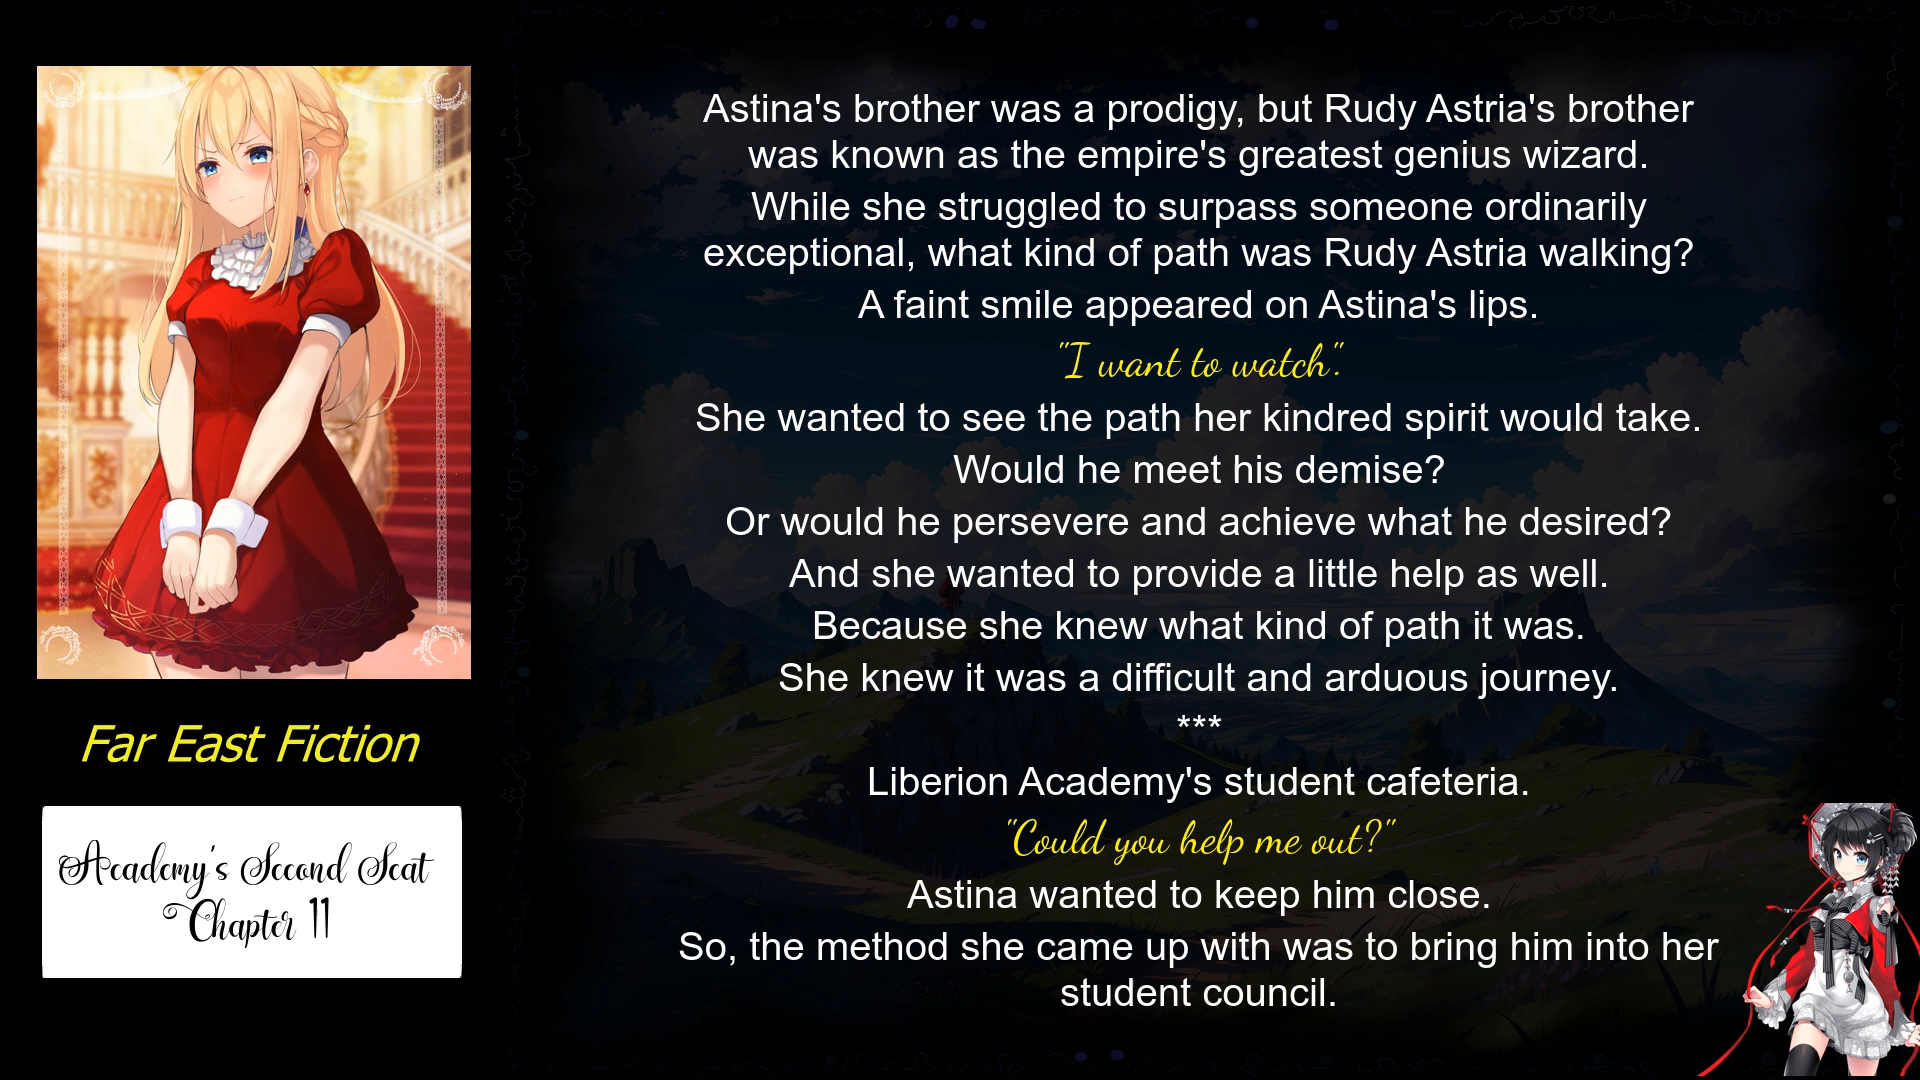 Astina's brother was a prodigy, but Rudy Astria's brother
was known as the empire's greatest genius wizard.
While she struggled to surpass someone ordinarily
exceptional, what kind of path was Rudy Astria walking?
A faint smile appeared on Astina's lips.
"I want to watch".
She wanted to see the path her kindred spirit would take.
Would he meet his demise?
Or would he persevere and achieve what he desired?
And she wanted to provide a little help as well.
Because she knew what kind of path it was.
She knew it was a difficult and arduous journey.
***
Liberion Academy's student cafeteria.
"Could you help me out?"
Astina wanted to keep him close.
So, the method she came up with was to bring him into her
student council.
Far East Fiction
Academy's Second Seat
Chapter 11